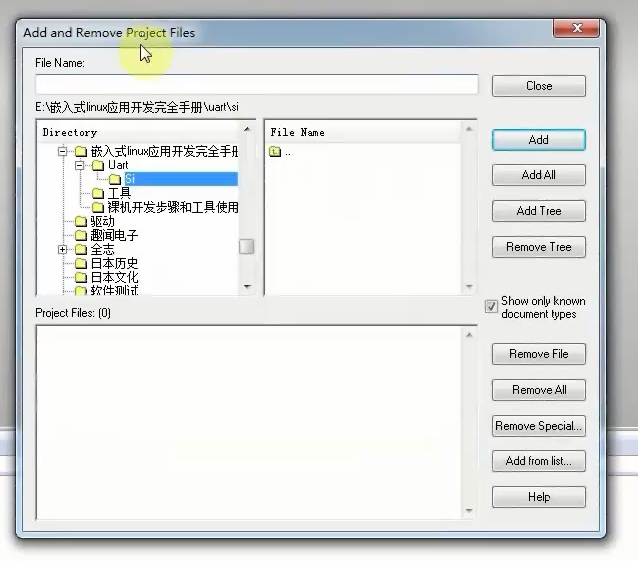 Add and Remove Project Files
File Name:
Close
E:\嵌入式linux应用开发完全手册\uart\si
Directory
File Name
嵌入式linux应用开发完全手册
..
Uart
Si
工具
裸机开发步骤和工具使用
驱动
趣闻电子
全志
日本历史
日本文化
软件测试
Add
Add All
Add Tree
Remove Tree
Show only known
document types
Project Files: (0)
Remove File
Remove All
Remove Special...
Add from list...
Help